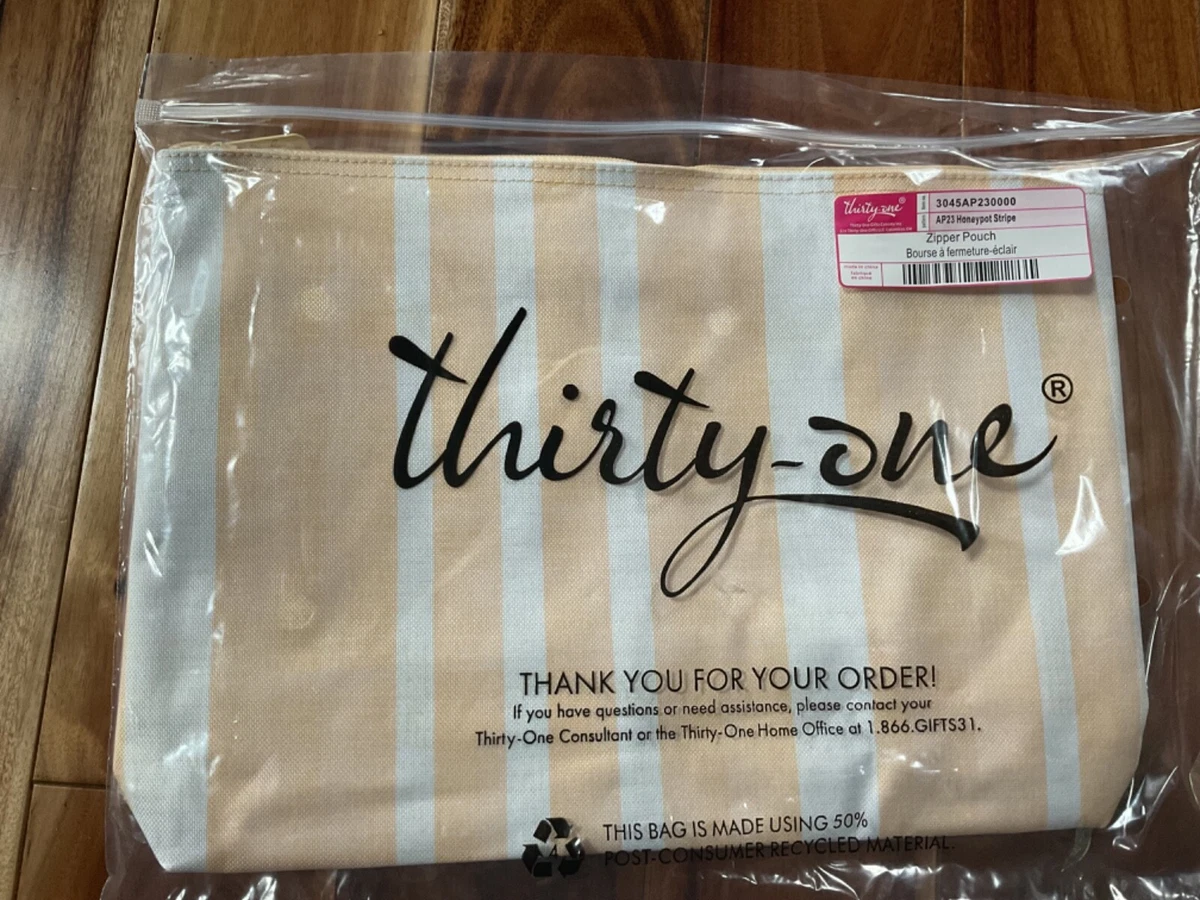 thirty-one®
3045AP230000
AP23 Honeypot Stripe
Zipper Pouch
Bourse à fermeture-éclair
thirty-one®
THANK YOU FOR YOUR ORDER!
If you have questions or need assistance, please contact your
Thirty-One Consultant or the Thirty-One Home Office at 1.866.GIFTS31.
4
THIS BAG IS MADE USING 50%
POST-CONSUMER RECYCLED MATERIAL.